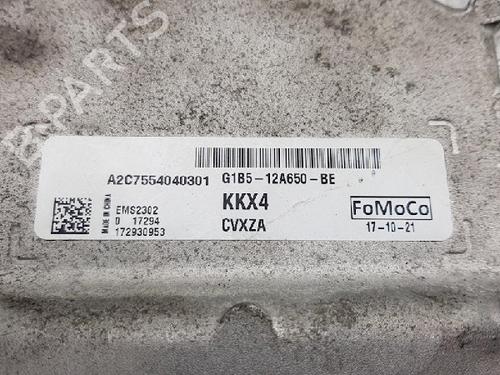 B-PARTS
A2C7554040301 G1B5-12A650-BE
MADE IN CHINA
EMS2302
D 17294
172930953
KKX4
CVXZA
FoMoCo
17-10-21